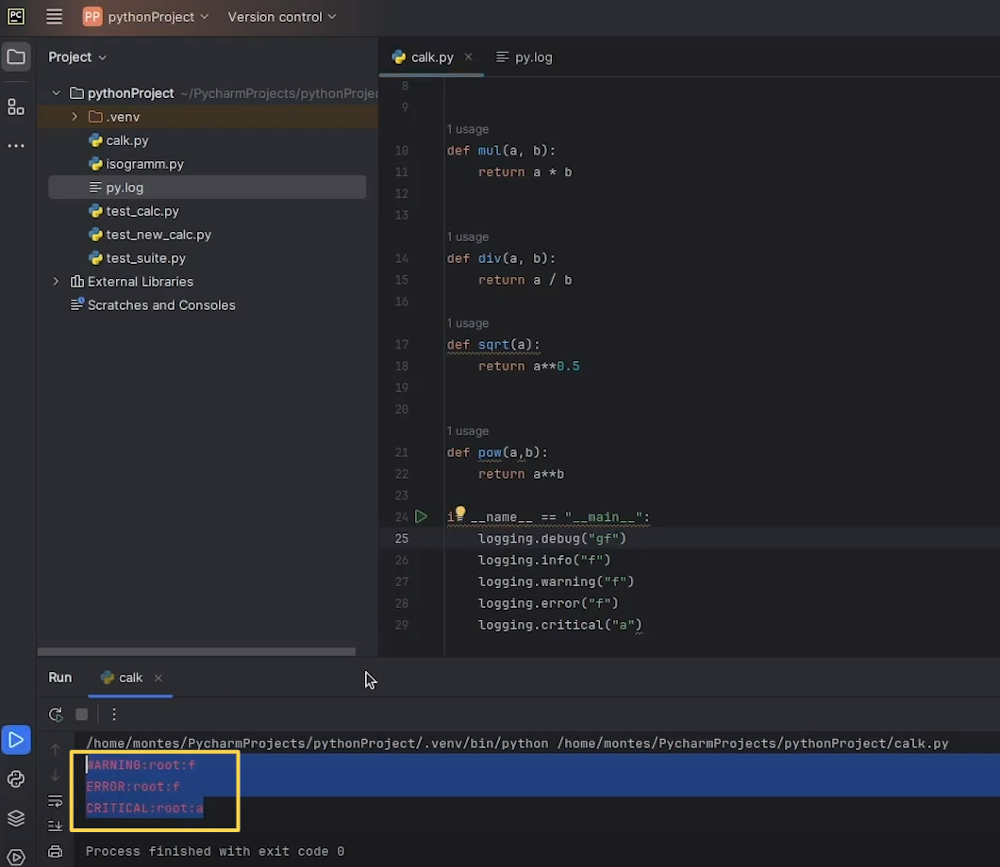 PC
PP pythonProject Version control
Project
calk.py py.log
pythonProject ~/PycharmProjects/pythonProjec
.venv
calk.py
isogramm.py
py.log
test_calc.py
test_new_calc.py
test_suite.py
External Libraries
Scratches and Consoles
8
9
1 usage
10 def mul(a, b):
11 return a * b
12
13
1 usage
14 def div(a, b):
15 return a / b
16
1 usage
17 def sqrt(a):
18 return a**0.5
19
20
1 usage
21 def pow(a,b):
22 return a**b
23
24 __name__ == "__main__":
25 logging.debug("gf")
26 logging.info("f")
27 logging.warning("f")
28 logging.error("f")
29 logging.critical("a")
Run calk
/home/montes/PycharmProjects/pythonProject/.venv/bin/python /home/montes/PycharmProjects/pythonProject/calk.py
WARNING:root:f
ERROR:root:f
CRITICAL:root:a
Process finished with exit code 0